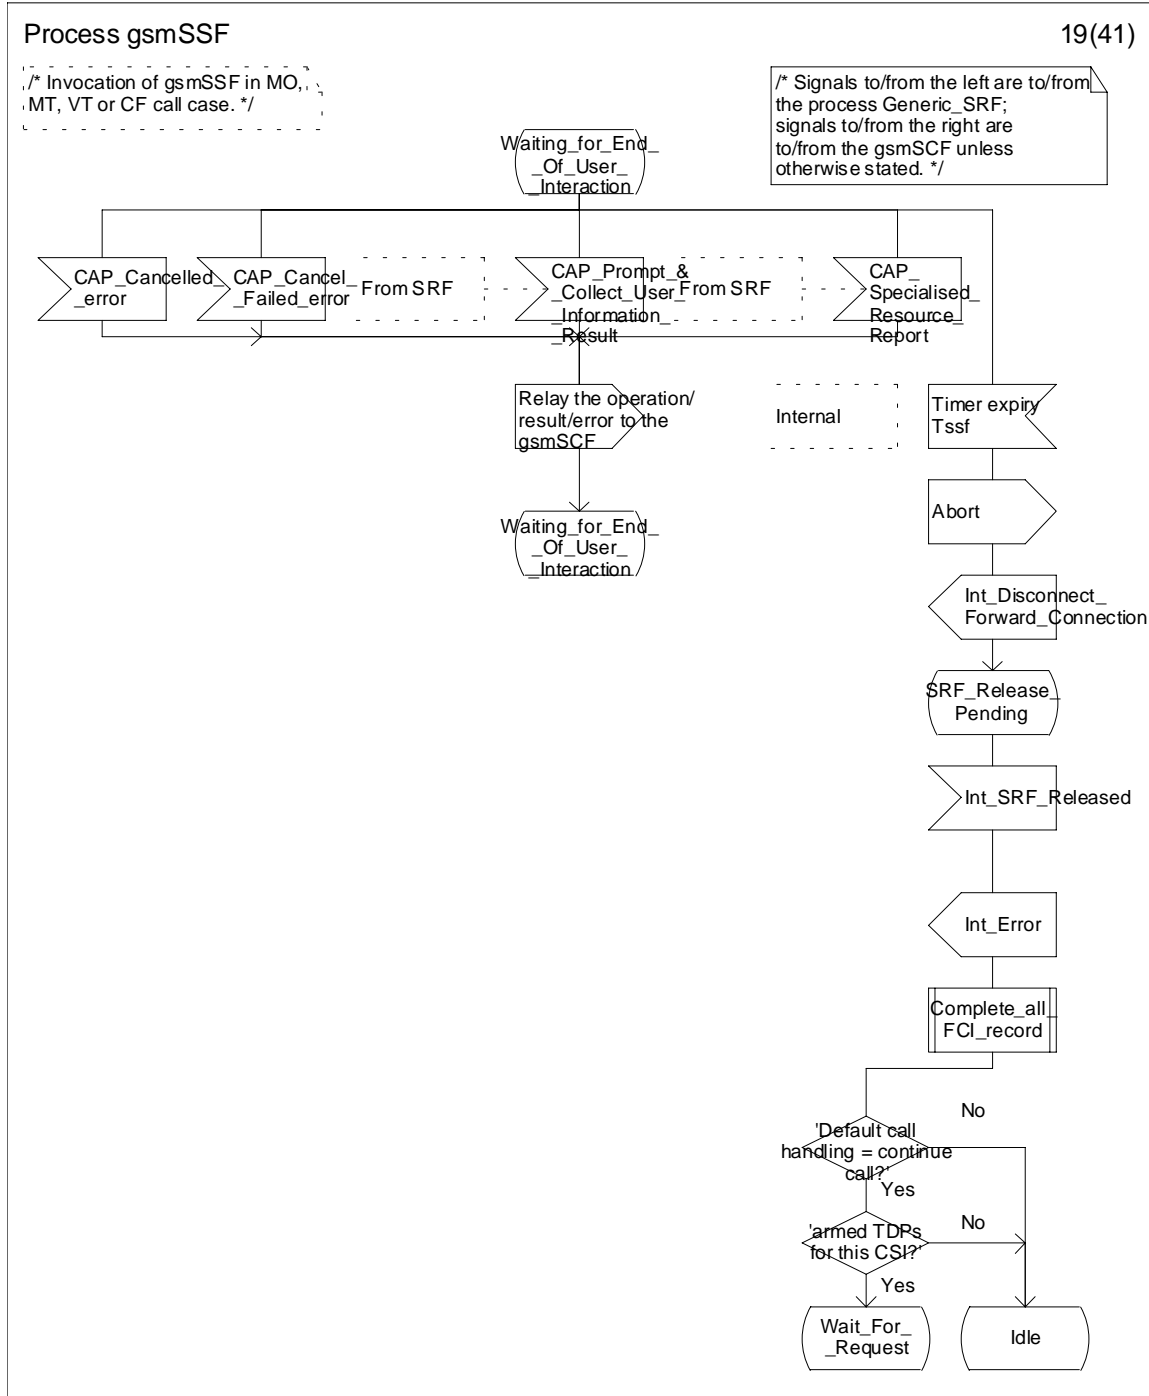 Process gsmSSF
19(41)
/* Invocation of gsmSSF in MO,
MT, VT or CF call case. */
/* Signals to/from the left are to/from
the process Generic_SRF;
signals to/from the right are
to/from the gsmSCF unless
otherwise stated. */
Waiting_for_End_
_Of_User_
_Interaction
CAP_Cancelled_
_error
CAP_Cancel_
_Failed_error
From SRF
CAP_Prompt_&
_Collect_User_
_Information_
_Result
From SRF
CAP_
Specialised_
Resource_
Report
Relay the operation/
result/error to the
gsmSCF
Internal
Timer expiry
Tssf
Waiting_for_End_
_Of_User_
_Interaction
Abort
Int_Disconnect_
Forward_Connection
SRF_Release_
Pending
Int_SRF_Released
Int_Error
Complete_all_
FCI_record
'Default call
handling = continue
call?'
No
Yes
'armed TDPs
for this CSI?'
No
Yes
Wait_For_
_Request
Idle